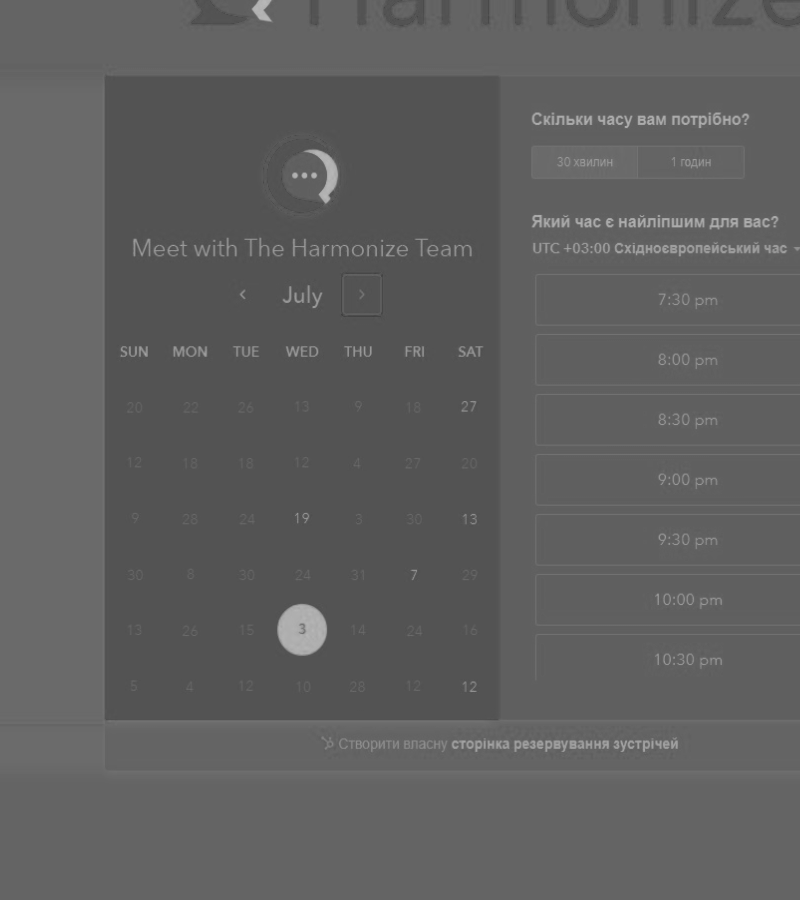 Harmonize
Meet with The Harmonize Team
July
SUN MON TUE WED THU FRI SAT
20 22 26 13 9 18 27
12 18 18 12 4 27 20
9 28 24 19 3 30 13
30 8 30 24 31 7 29
13 26 15 3 14 24 16
5 4 12 10 28 12 12
Скільки часу вам потрібно?
30 хвилин 1 годин
Який час є найліпшим для вас?
UTC +03:00 Східноєвропейський час
7:30 pm
8:00 pm
8:30 pm
9:00 pm
9:30 pm
10:00 pm
10:30 pm
Створити власну сторінка резервування зустрічей